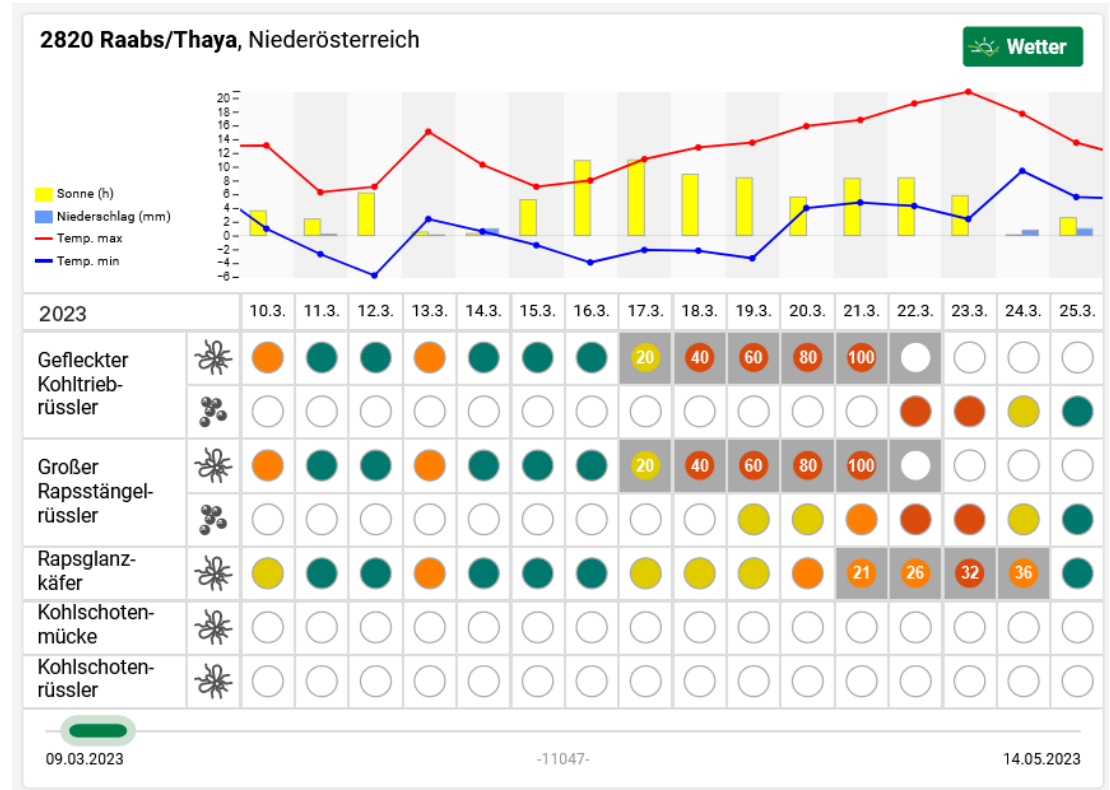 2820 Raabs/Thaya, Niederösterreich
Wetter
20
18
16
14
12
10
8
6
4
2
0
-2
-4
-6
Sonne (h)
Niederschlag (mm)
Temp. max
Temp. min
2023 10.3. 11.3. 12.3. 13.3. 14.3. 15.3. 16.3. 17.3. 18.3. 19.3. 20.3. 21.3. 22.3. 23.3. 24.3. 25.3.
Gefleckter
Kohltrieb-
rüssler
20 40 60 80 100
Großer
Rapsstängel-
rüssler
20 40 60 80 100
Rapsglanz-
käfer
21 26 32 36
Kohlschoten-
mücke
Kohlschoten-
rüssler
09.03.2023 -11047- 14.05.2023